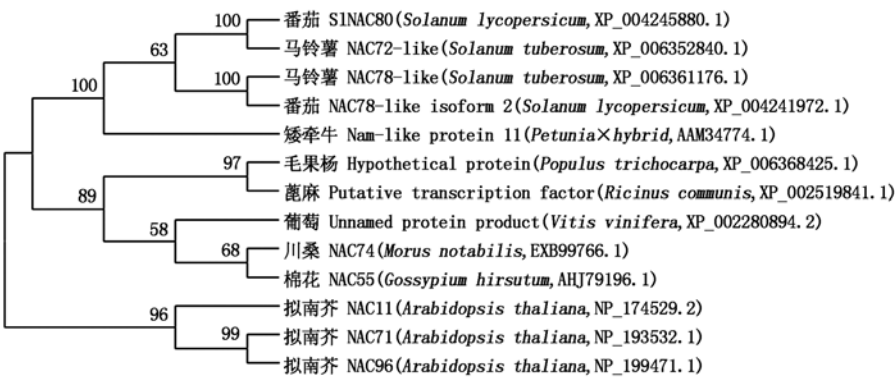 100
番茄 SlNAC80(Solanum lycopersicum,XP_004245880.1)
63
马铃薯 NAC72-like(Solanum tuberosum,XP_006352840.1)
100
马铃薯 NAC78-like(Solanum tuberosum,XP_006361176.1)
100
番茄 NAC78-like isoform 2(Solanum lycopersicum,XP_004241972.1)
矮牵牛 Nam-like protein 11(Petunia×hybrid,AAM34774.1)
97
毛果杨 Hypothetical protein(Populus trichocarpa,XP_006368425.1)
89
蓖麻 Putative transcription factor(Ricinus communis,XP_002519841.1)
58
葡萄 Unnamed protein product(Vitis vinifera,XP_002280894.2)
68
川桑 NAC74(Morus notabilis,EXB99766.1)
棉花 NAC55(Gossypium hirsutum,AHJ79196.1)
96
拟南芥 NAC11(Arabidopsis thaliana,NP_174529.2)
99
拟南芥 NAC71(Arabidopsis thaliana,NP_193532.1)
拟南芥 NAC96(Arabidopsis thaliana,NP_199471.1)